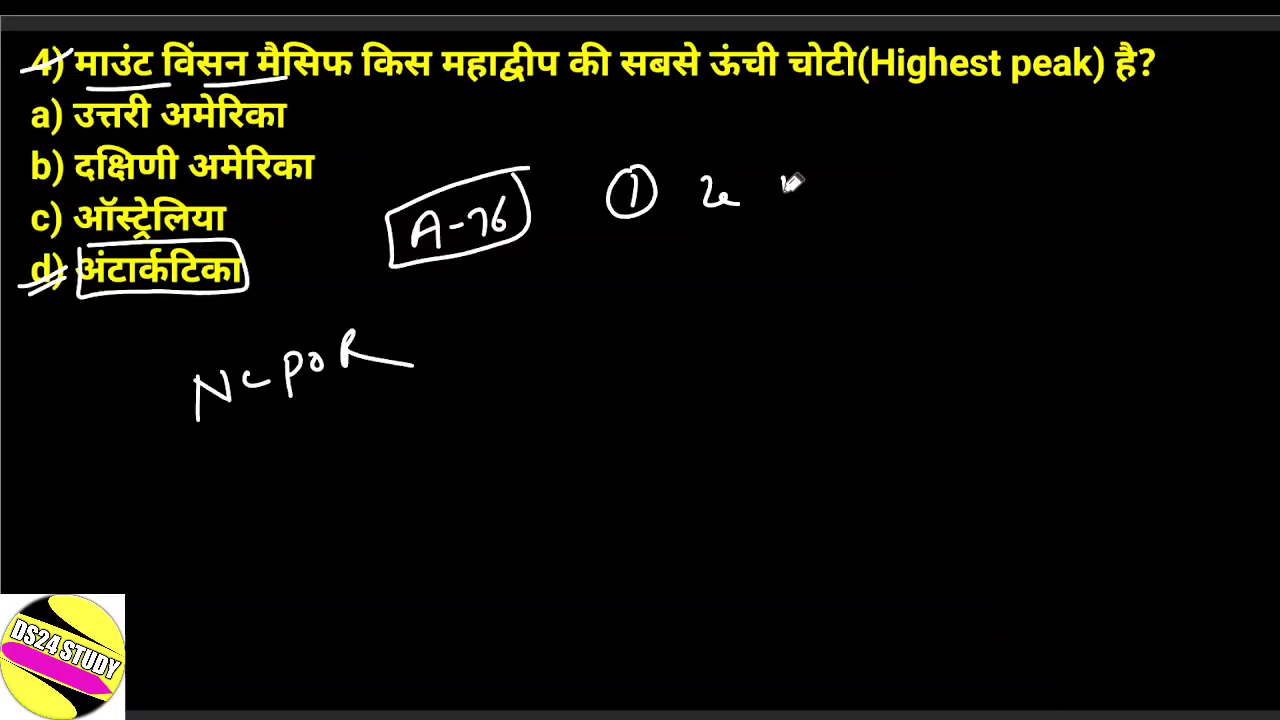 4) माउंट विंसन मैसिफ किस महाद्वीप की सबसे ऊंची चोटी(Highest peak) है?
a) उत्तरी अमेरिका
b) दक्षिणी अमेरिका
c) ऑस्ट्रेलिया
d) अंटार्कटिका
A-76
1
NCPOR
DS24 STUDY